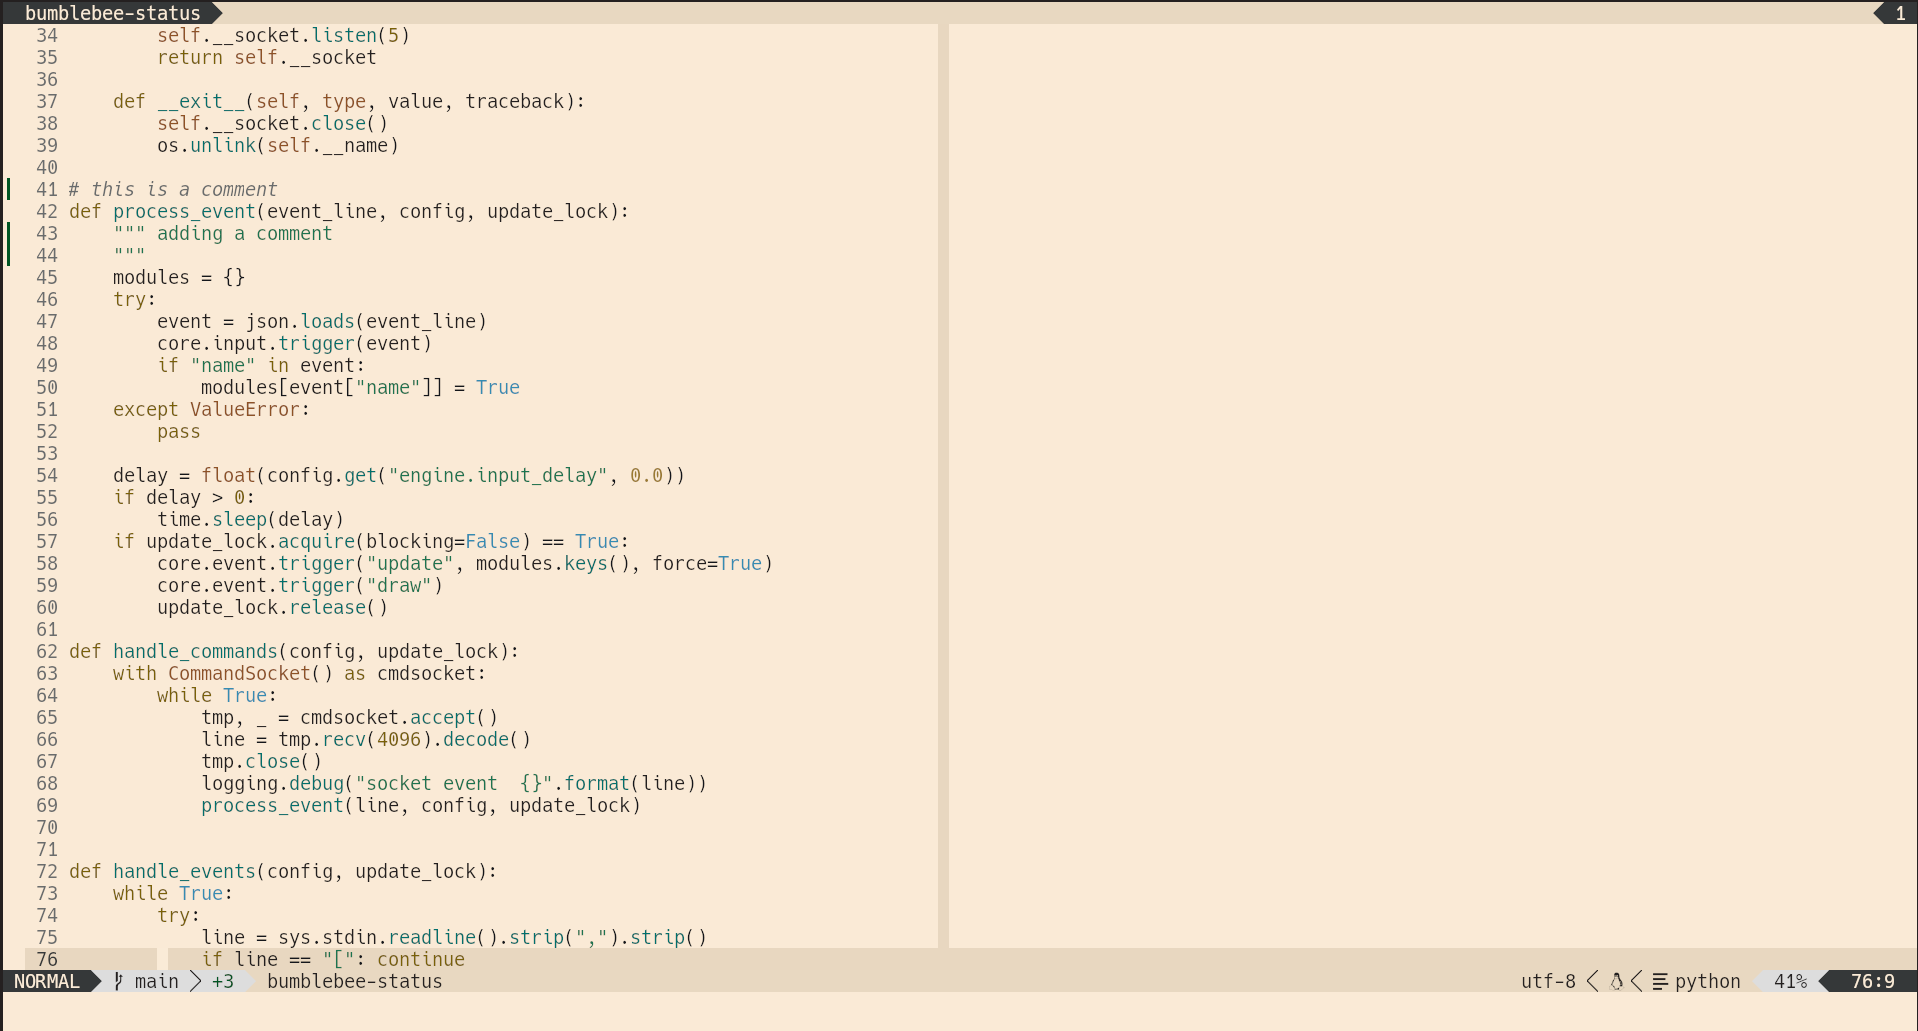 bumblebee-status 1
34         self.__socket.listen(5)
35         return self.__socket
36
37     def __exit__(self, type, value, traceback):
38         self.__socket.close()
39         os.unlink(self.__name)
40
41 # this is a comment
42 def process_event(event_line, config, update_lock):
43     """ adding a comment
44     """
45     modules = {}
46     try:
47         event = json.loads(event_line)
48         core.input.trigger(event)
49         if "name" in event:
50             modules[event["name"]] = True
51     except ValueError:
52         pass
53
54     delay = float(config.get("engine.input_delay", 0.0))
55     if delay > 0:
56         time.sleep(delay)
57     if update_lock.acquire(blocking=False) == True:
58         core.event.trigger("update", modules.keys(), force=True)
59         core.event.trigger("draw")
60         update_lock.release()
61
62 def handle_commands(config, update_lock):
63     with CommandSocket() as cmdsocket:
64         while True:
65             tmp, _ = cmdsocket.accept()
66             line = tmp.recv(4096).decode()
67             tmp.close()
68             logging.debug("socket event  {}".format(line))
69             process_event(line, config, update_lock)
70
71
72 def handle_events(config, update_lock):
73     while True:
74         try:
75             line = sys.stdin.readline().strip(",").strip()
76             if line == "[": continue
NORMAL main +3 bumblebee-status utf-8 python 41% 76:9